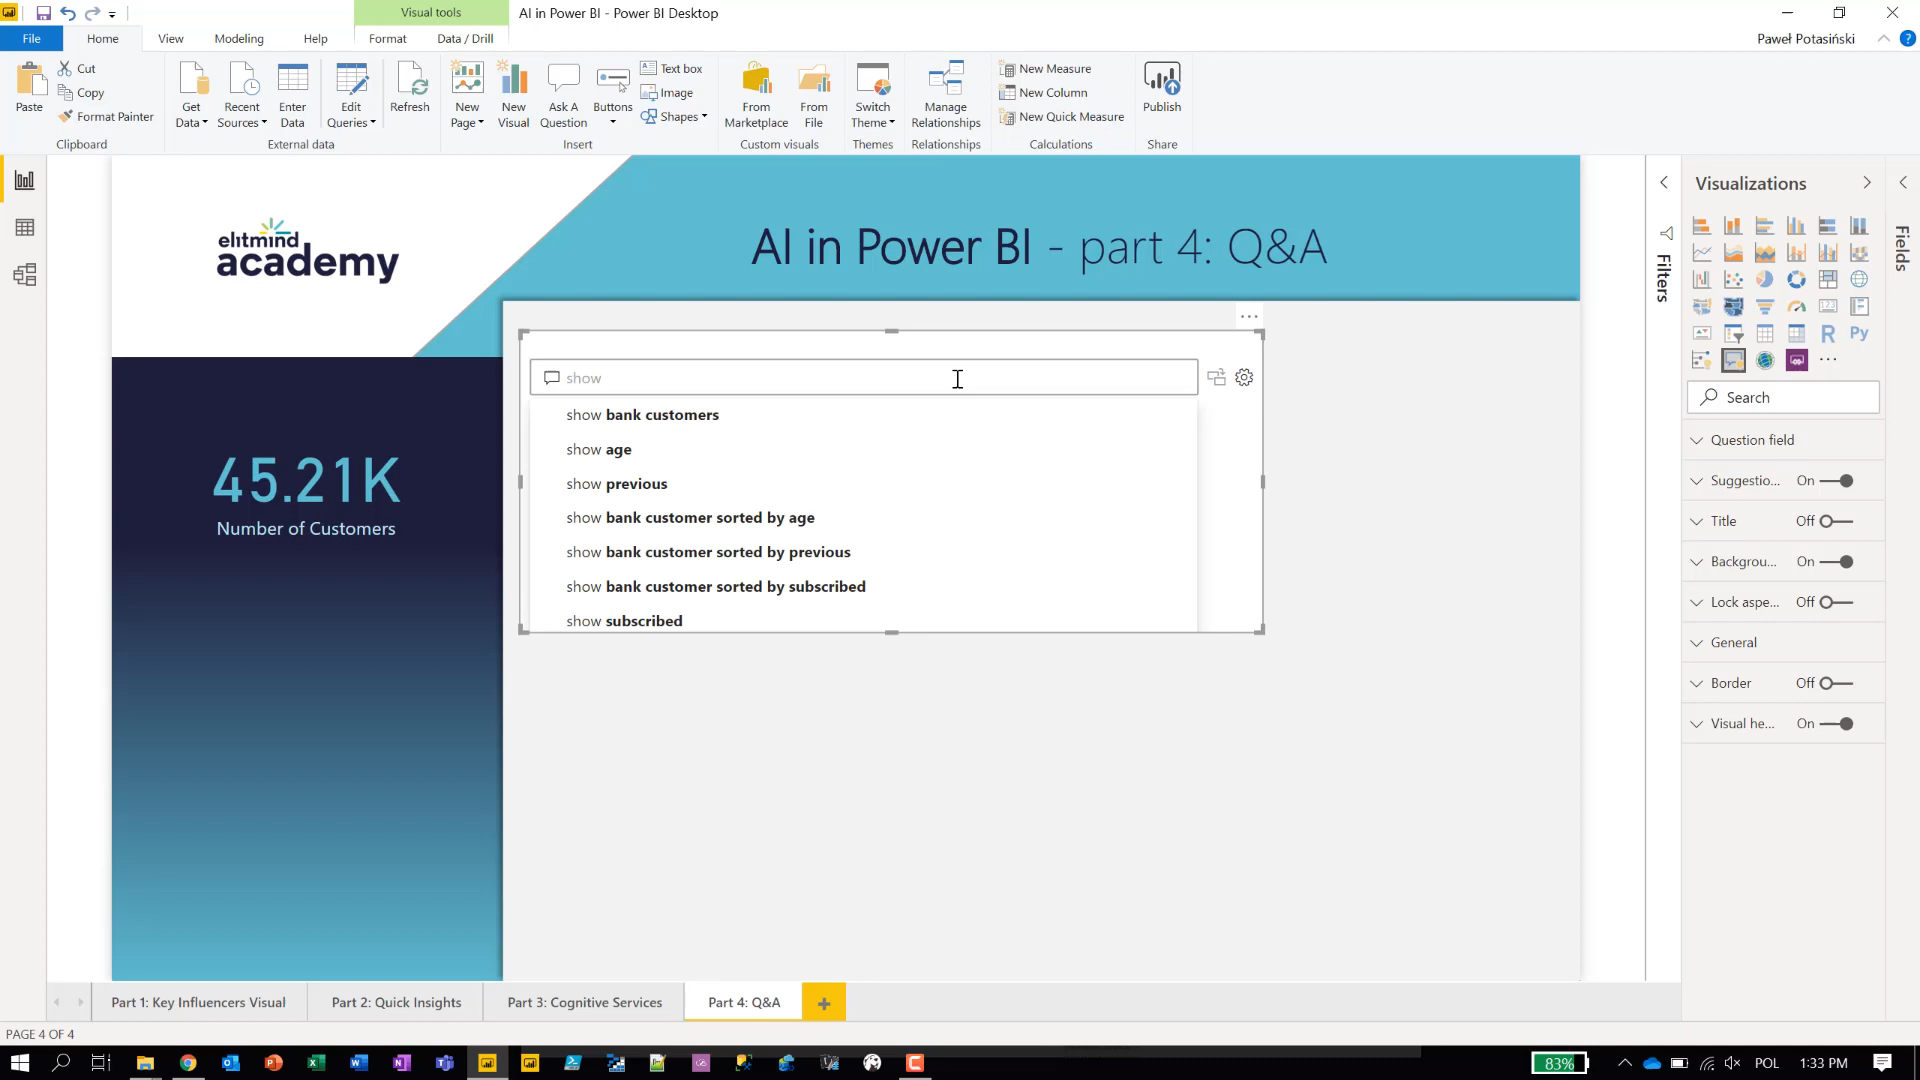 Visual tools
AI in Power BI - Power BI Desktop
File
Home
View
Modeling
Help
Format
Data / Drill
Paweł Potasiński
Paste
Cut
Copy
Format Painter
Clipboard
Get
Data
Recent
Sources
Enter
Data
Edit
Queries
Refresh
External data
New
Page
New
Visual
Ask A
Question
Buttons
Text box
Image
Shapes
Insert
From
Marketplace
From
File
Custom visuals
Switch
Theme
Themes
Manage
Relationships
Relationships
New Measure
New Column
New Quick Measure
Calculations
Publish
Share
elitmind
academy
AI in Power BI - part 4: Q&A
45.21K
Number of Customers
show
show bank customers
show age
show previous
show bank customer sorted by age
show bank customer sorted by previous
show bank customer sorted by subscribed
show subscribed
Filters
Visualizations
R
Py
Search
Question field
Suggestio... On
Title Off
Backgrou... On
Lock aspe... Off
General
Border Off
Visual he... On
Fields
Part 1: Key Influencers Visual
Part 2: Quick Insights
Part 3: Cognitive Services
Part 4: Q&A
PAGE 4 OF 4
83%
POL
1:33 PM